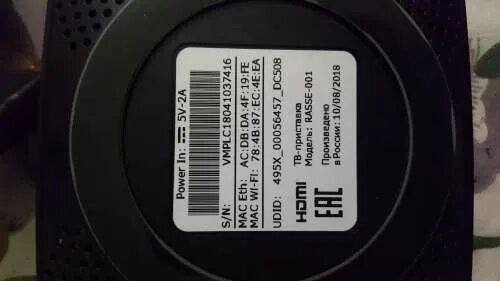 Power In: ⎓ 5V-2A
S/N: VMPLC18041037416
MAC Eth: AC:DB:DA:4F:19:FE
MAC WI-FI: 78:4B:87:EC:4E:EA
UDID: 495X_00056457_DC508
HDMI
EAC
ТВ-приставка
Модель: RASSE-001
Произведено
в России: 10/08/2018